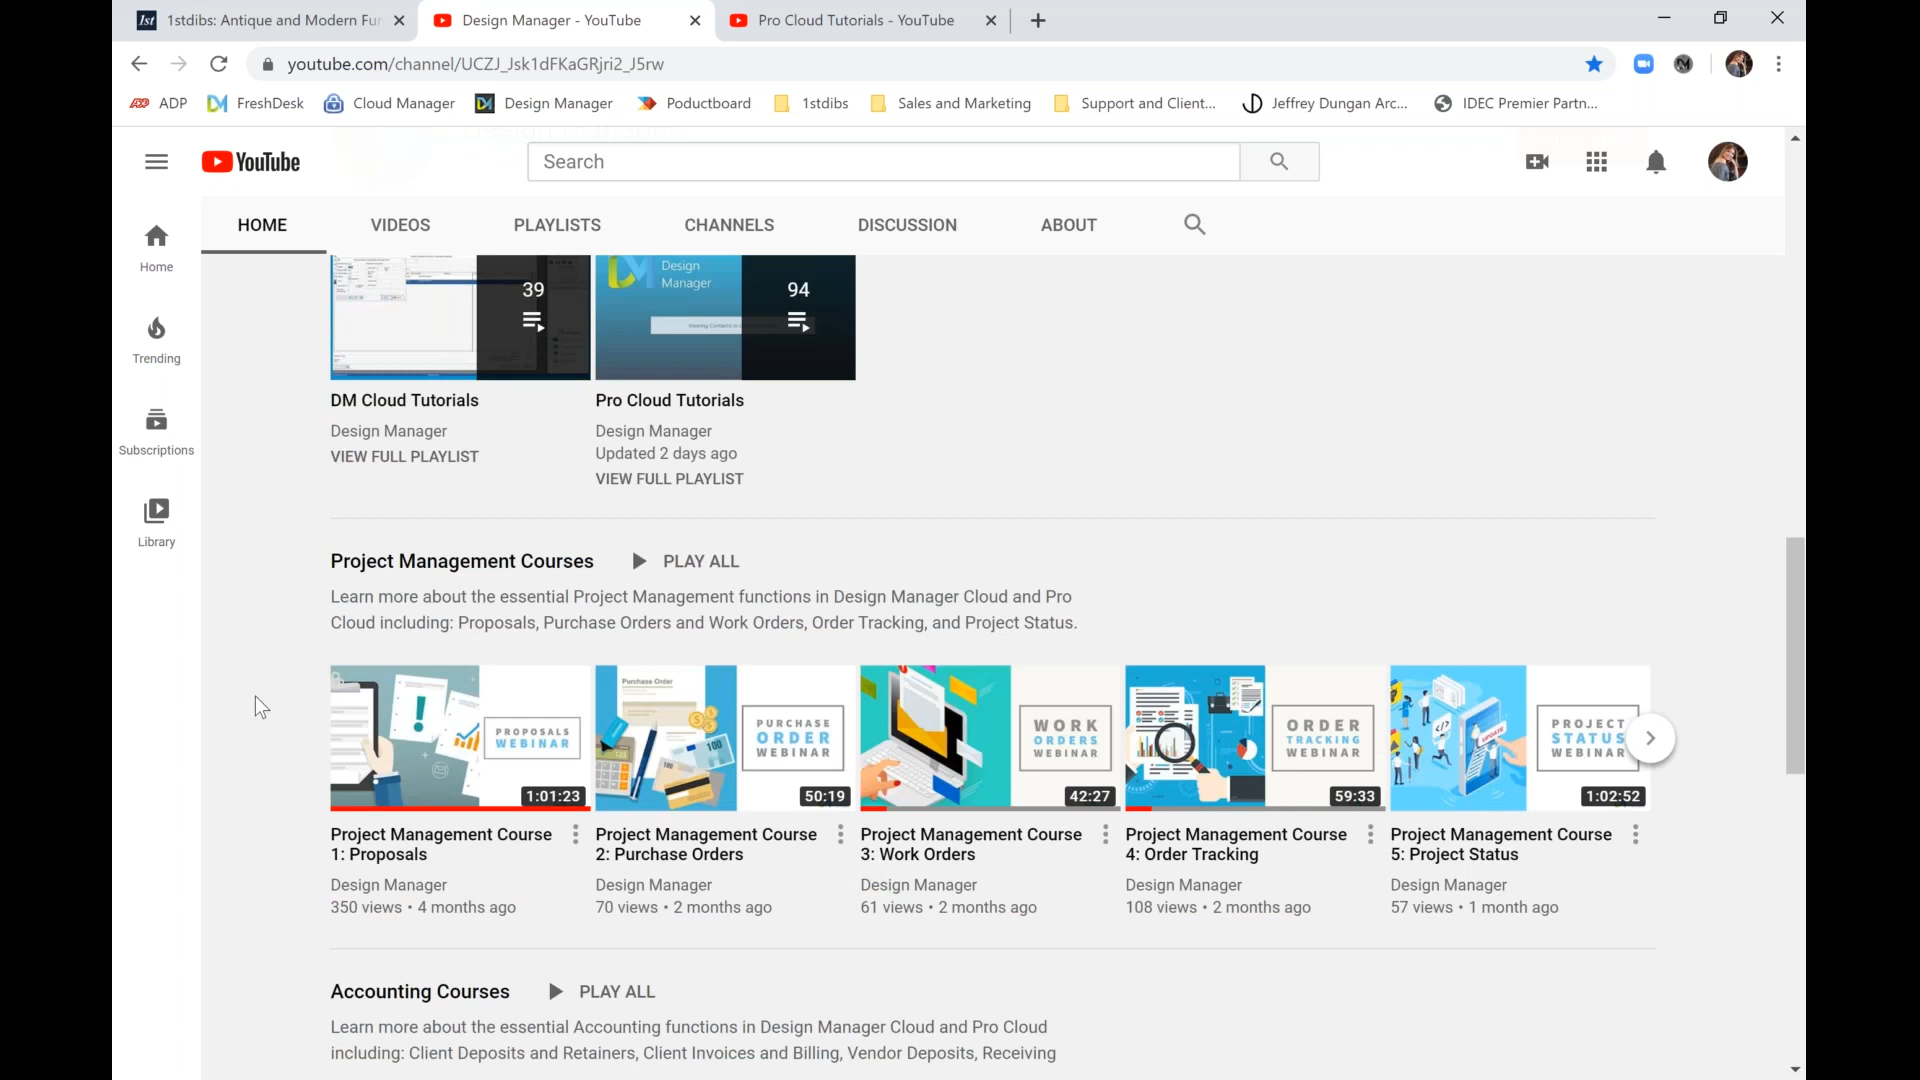 1st 1stdibs: Antique and Modern Fu
Design Manager - YouTube
Pro Cloud Tutorials - YouTube
youtube.com/channel/UCZJ_Jsk1dFKaGRjri2_J5rw
ADP
FreshDesk
Cloud Manager
Design Manager
Poductboard
1stdibs
Sales and Marketing
Support and Client...
Jeffrey Dungan Arc...
IDEC Premier Partn...
YouTube
Search
HOME
VIDEOS
PLAYLISTS
CHANNELS
DISCUSSION
ABOUT
Home
Trending
Subscriptions
Library
39
Design
Manager
94
DM Cloud Tutorials
Design Manager
VIEW FULL PLAYLIST
Pro Cloud Tutorials
Design Manager
Updated 2 days ago
VIEW FULL PLAYLIST
Project Management Courses
PLAY ALL
Learn more about the essential Project Management functions in Design Manager Cloud and Pro
Cloud including: Proposals, Purchase Orders and Work Orders, Order Tracking, and Project Status.
PROPOSALS
WEBINAR
1:01:23
Purchase Order
100
PURCHASE
ORDER
WEBINAR
50:19
WORK
ORDERS
WEBINAR
42:27
ORDER
TRACKING
WEBINAR
59:33
UPDATE
PROJECT
STATUS
WEBINAR
1:02:52
Project Management Course
1: Proposals
Design Manager
350 views • 4 months ago
Project Management Course
2: Purchase Orders
Design Manager
70 views • 2 months ago
Project Management Course
3: Work Orders
Design Manager
61 views • 2 months ago
Project Management Course
4: Order Tracking
Design Manager
108 views • 2 months ago
Project Management Course
5: Project Status
Design Manager
57 views • 1 month ago
Accounting Courses
PLAY ALL
Learn more about the essential Accounting functions in Design Manager Cloud and Pro Cloud
including: Client Deposits and Retainers, Client Invoices and Billing, Vendor Deposits, Receiving